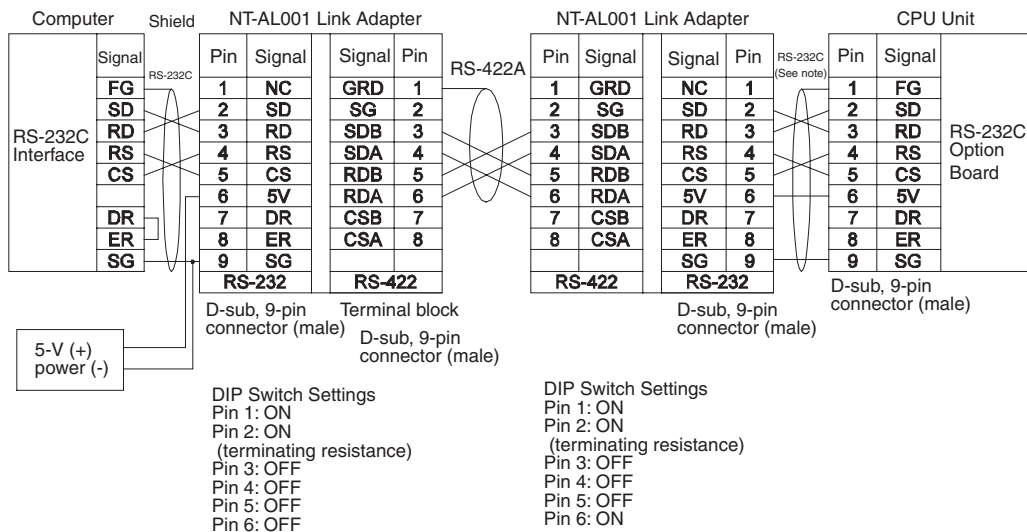 Computer Shield NT-AL001 Link Adapter NT-AL001 Link Adapter CPU Unit
RS-232C
Interface
Signal
FG
SD
RD
RS
CS
DR
ER
SG
RS-232C
Pin Signal Signal Pin
1 NC GRD 1
2 SD SG 2
3 RD SDB 3
4 RS SDA 4
5 CS RDB 5
6 5V RDA 6
7 DR CSB 7
8 ER CSA 8
9 SG
RS-232 RS-422
D-sub, 9-pin
connector (male)
Terminal block
D-sub, 9-pin
connector (male)
RS-422A
Pin Signal Signal Pin
1 GRD NC 1
2 SG SD 2
3 SDB RD 3
4 SDA RS 4
5 RDB CS 5
6 RDA 5V 6
7 CSB DR 7
8 CSA ER 8
SG 9
RS-422 RS-232
D-sub, 9-pin
connector (male)
RS-232C
(See note)
Pin Signal
1 FG
2 SD
3 RD
4 RS
5 CS
6 5V
7 DR
8 ER
9 SG
RS-232C
Option
Board
D-sub, 9-pin
connector (male)
5-V (+)
power (-)
DIP Switch Settings
Pin 1: ON
Pin 2: ON
(terminating resistance)
Pin 3: OFF
Pin 4: OFF
Pin 5: OFF
Pin 6: OFF
DIP Switch Settings
Pin 1: ON
Pin 2: ON
(terminating resistance)
Pin 3: OFF
Pin 4: OFF
Pin 5: OFF
Pin 6: ON